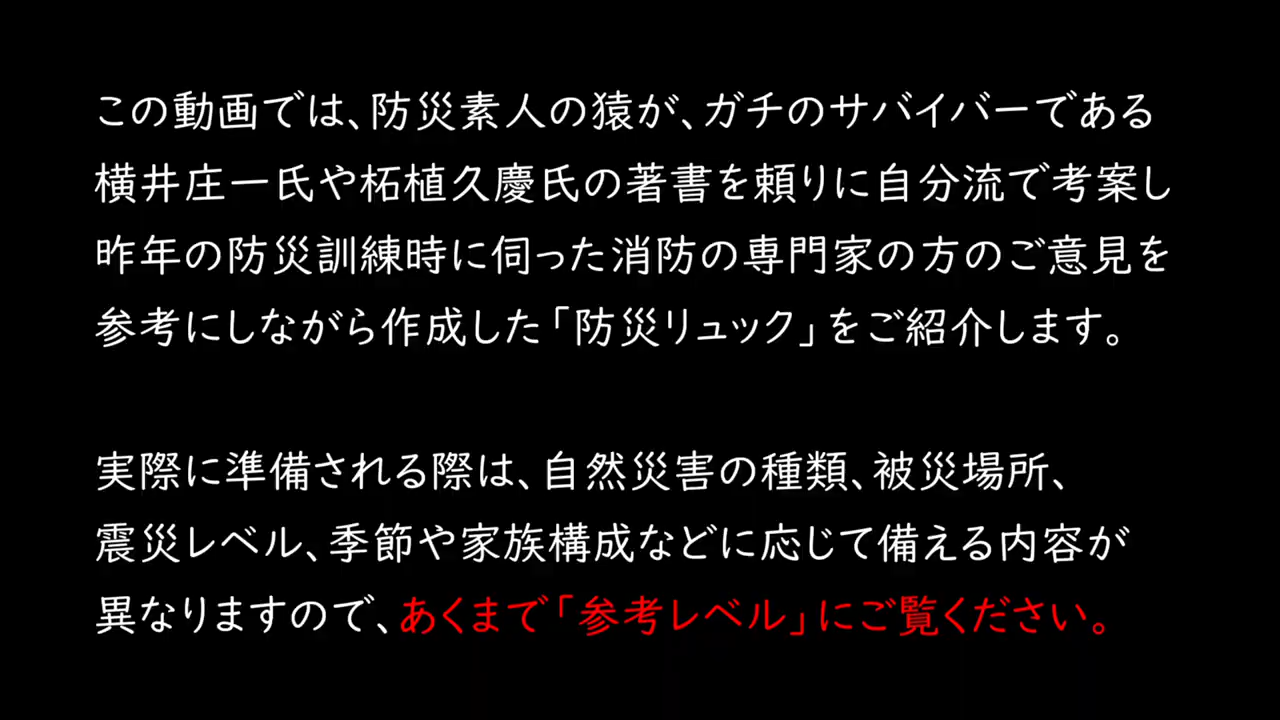 この動画では、防災素人の猿が、ガチのサバイバーである
横井庄一氏や柘植久慶氏の著書を頼りに自分流で考案し
昨年の防災訓練時に伺った消防の専門家の方のご意見を
参考にしながら作成した「防災リュック」をご紹介します。
実際に準備される際は、自然災害の種類、被災場所、
震災レベル、季節や家族構成などに応じて備える内容が
異なりますので、あくまで「参考レベル」にご覧ください。